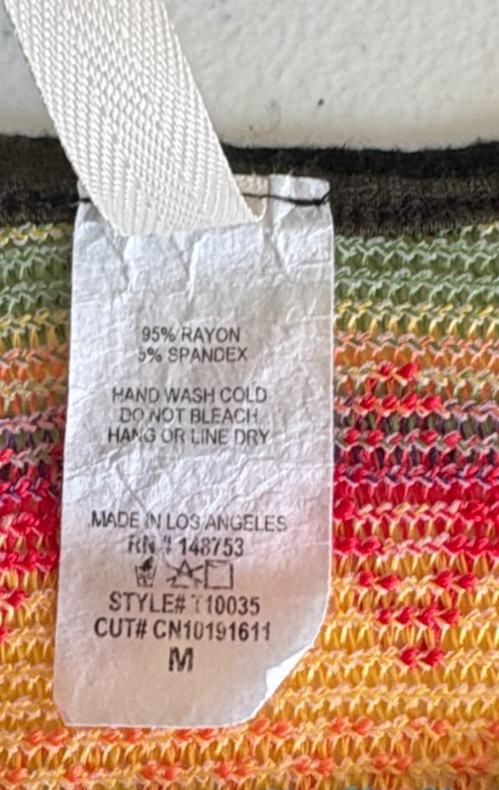 95% RAYON
5% SPANDEX
HAND WASH COLD
DO NOT BLEACH
HANG OR LINE DRY
MADE IN LOS ANGELES
RN # 148753
STYLE# T10035
CUT# CN10191611
M